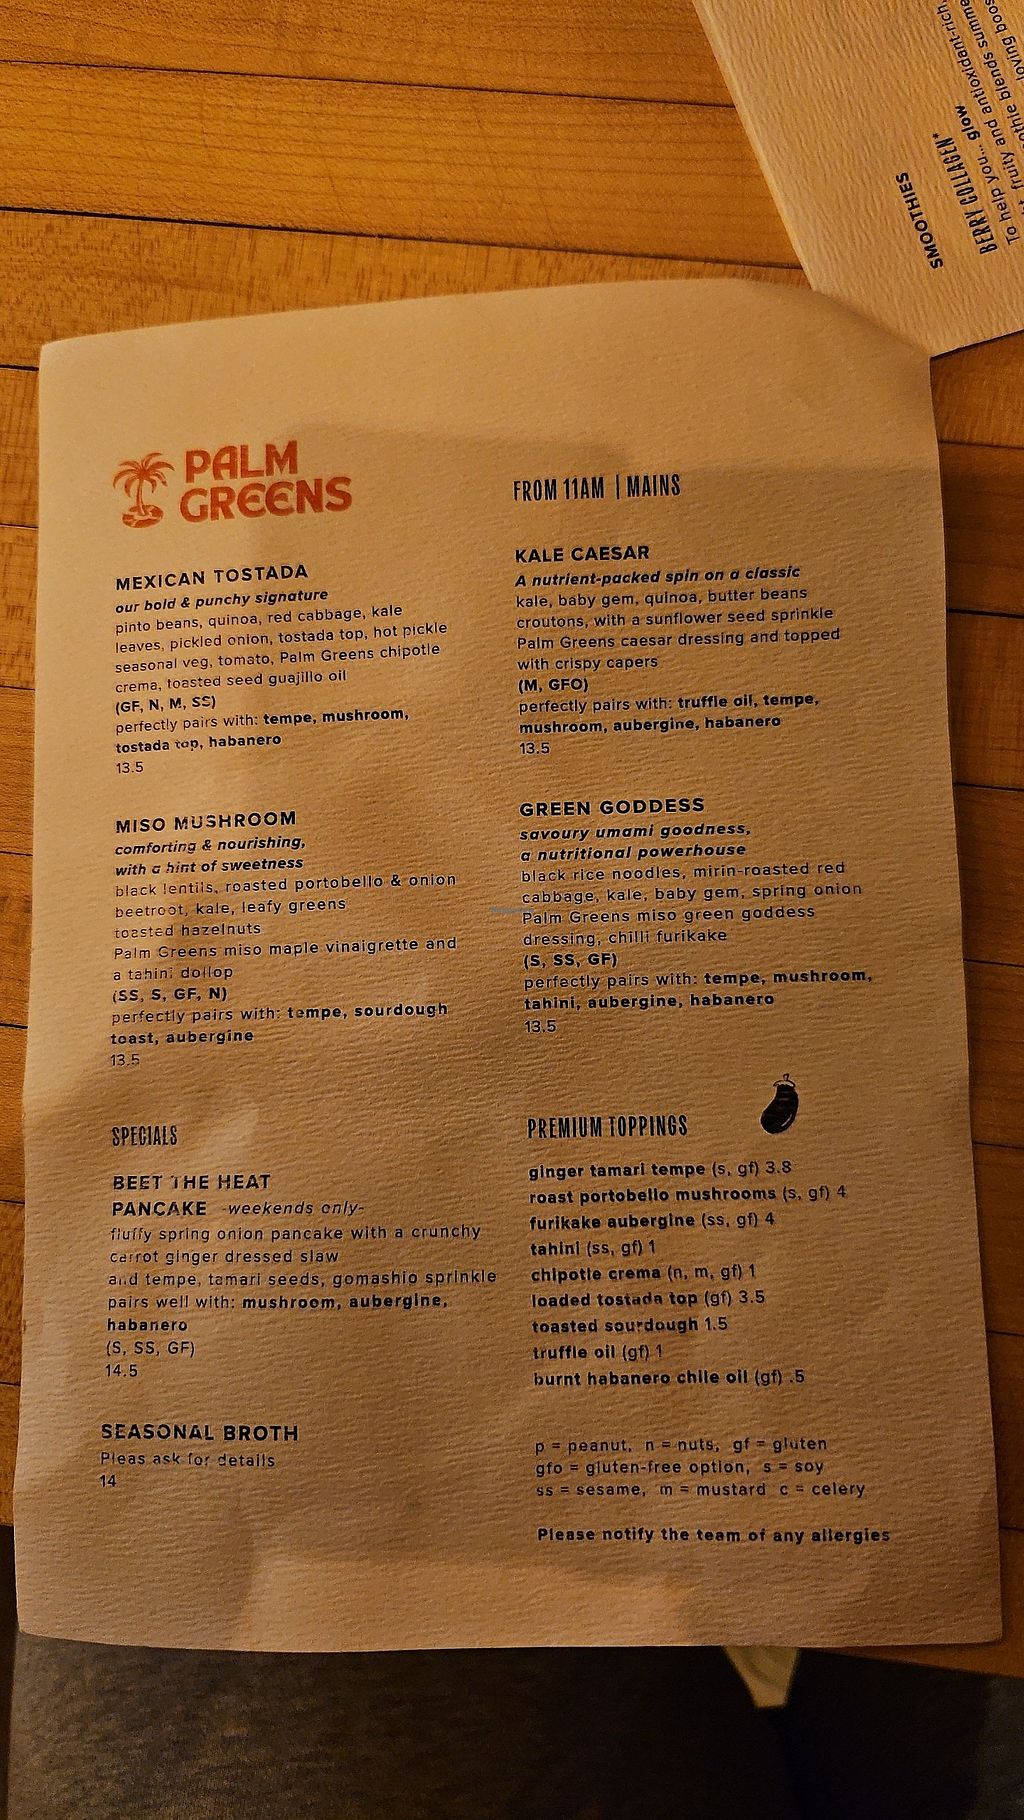 PALM
GREENS
MEXICAN TOSTADA
our bold & punchy signature
pinto beans, quinoa, red cabbage, kale
leaves, pickled onion, tostada top, hot pickle
seasonal veg, tomato, Palm Greens chipotle
crema, toasted seed guajillo oil
(GF, N, M, SS)
perfectly pairs with: tempe, mushroom,
tostada top, habanero
13.5
MISO MUSHROOM
comforting & nourishing,
with a hint of sweetness
black lentils, roasted portobello & onion
beetroot, kale, leafy greens
toasted hazelnuts
Palm Greens miso maple vinaigrette and
a tahini dollop
(SS, S, GF, N)
perfectly pairs with: tempe, sourdough
toast, aubergine
13.5
SPECIALS
BEET THE HEAT
PANCAKE -weekends only-
fluffy spring onion pancake with a crunchy
carrot ginger dressed slaw
and tempe, tamari seeds, gomashio sprinkle
pairs well with: mushroom, aubergine,
habanero
(S, SS, GF)
14.5
SEASONAL BROTH
Pleas ask for details
14
FROM 11AM | MAINS
KALE CAESAR
A nutrient-packed spin on a classic
kale, baby gem, quinoa, butter beans
croutons, with a sunflower seed sprinkle
Palm Greens caesar dressing and topped
with crispy capers
(M, GFO)
perfectly pairs with: truffle oil, tempe,
mushroom, aubergine, habanero
13.5
GREEN GODDESS
savoury umami goodness,
a nutritional powerhouse
black rice noodles, mirin-roasted red
cabbage, kale, baby gem, spring onion
Palm Greens miso green goddess
dressing, chilli furikake
(S, SS, GF)
perfectly pairs with: tempe, mushroom,
tahini, aubergine, habanero
13.5
PREMIUM TOPPINGS
ginger tamari tempe (s, gf) 3.8
roast portobello mushrooms (s, gf) 4
furikake aubergine (ss, gf) 4
tahini (ss, gf) 1
chipotle crema (n, m, gf) 1
loaded tostada top (gf) 3.5
toasted sourdough 1.5
truffle oil (gf) 1
burnt habanero chile oil (gf) .5
p = peanut, n = nuts, gf = gluten
gfo = gluten-free option, s = soy
ss = sesame, m = mustard c = celery
Please notify the team of any allergies
SMOOTHIES
BERRY COLLAGEN*
To help you... glow
fruity and antioxidant-rich,
blends summe
loving boos